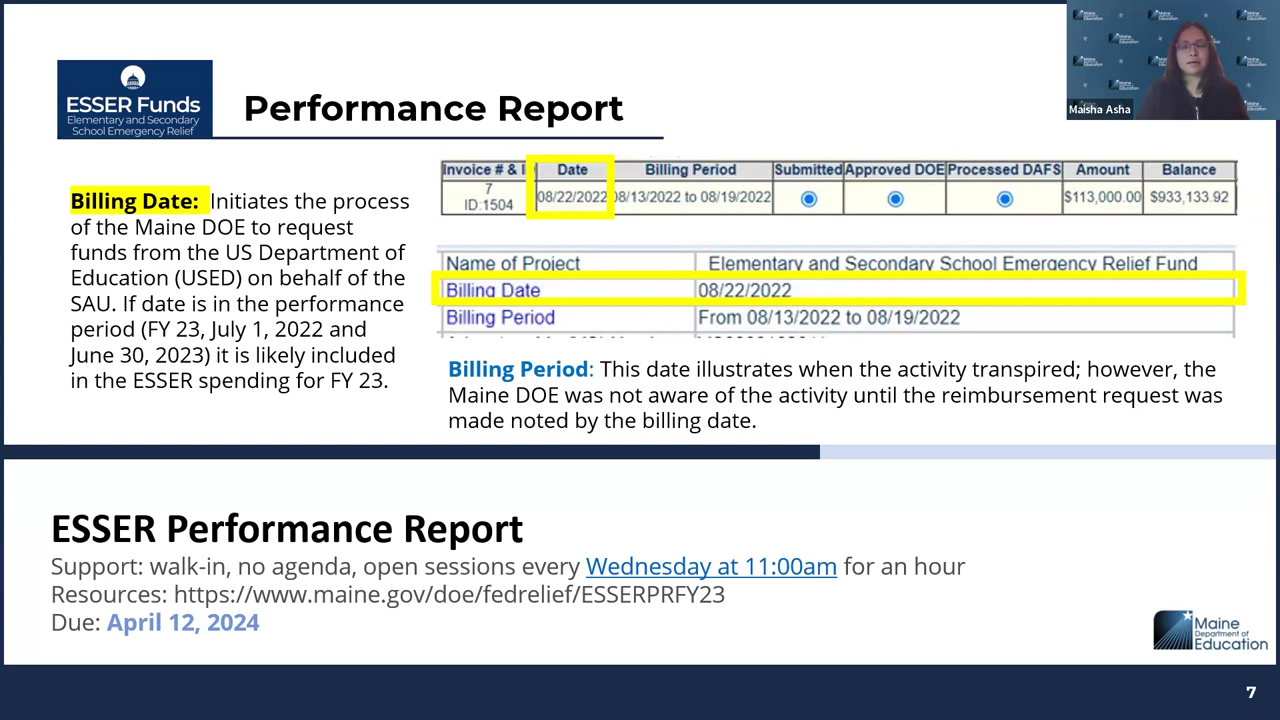 ESSER Funds
Elementary and Secondary
School Emergency Relief
Performance Report
Maine
Department of
Education
Maisha Asha
Billing Date: Initiates the process
of the Maine DOE to request
funds from the US Department of
Education (USED) on behalf of the
SAU. If date is in the performance
period (FY 23, July 1, 2022 and
June 30, 2023) it is likely included
in the ESSER spending for FY 23.
Invoice # & I Date Billing Period Submitted Approved DOE Processed DAFS Amount Balance
7
ID:1504 08/22/2022 08/13/2022 to 08/19/2022 $113,000.00 $933,133.92
Name of Project Elementary and Secondary School Emergency Relief Fund
Billing Date 08/22/2022
Billing Period From 08/13/2022 to 08/19/2022
Billing Period: This date illustrates when the activity transpired; however, the
Maine DOE was not aware of the activity until the reimbursement request was
made noted by the billing date.
ESSER Performance Report
Support: walk-in, no agenda, open sessions every Wednesday at 11:00am for an hour
Resources: https://www.maine.gov/doe/fedrelief/ESSERPRFY23
Due: April 12, 2024
Maine
Department of
Education
7